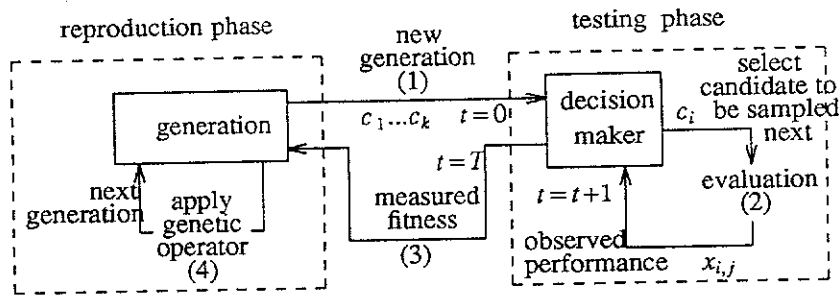 reproduction phase
testing phase
new
generation
(1)
c₁...cₖ t=0
generation
decision
maker
cᵢ
select
candidate to
be sampled
next
evaluation
(2)
t=T
t=t+1
measured
fitness
(3)
next
generation
apply
genetic
operator
(4)
observed
performance
xᵢ,ⱼ